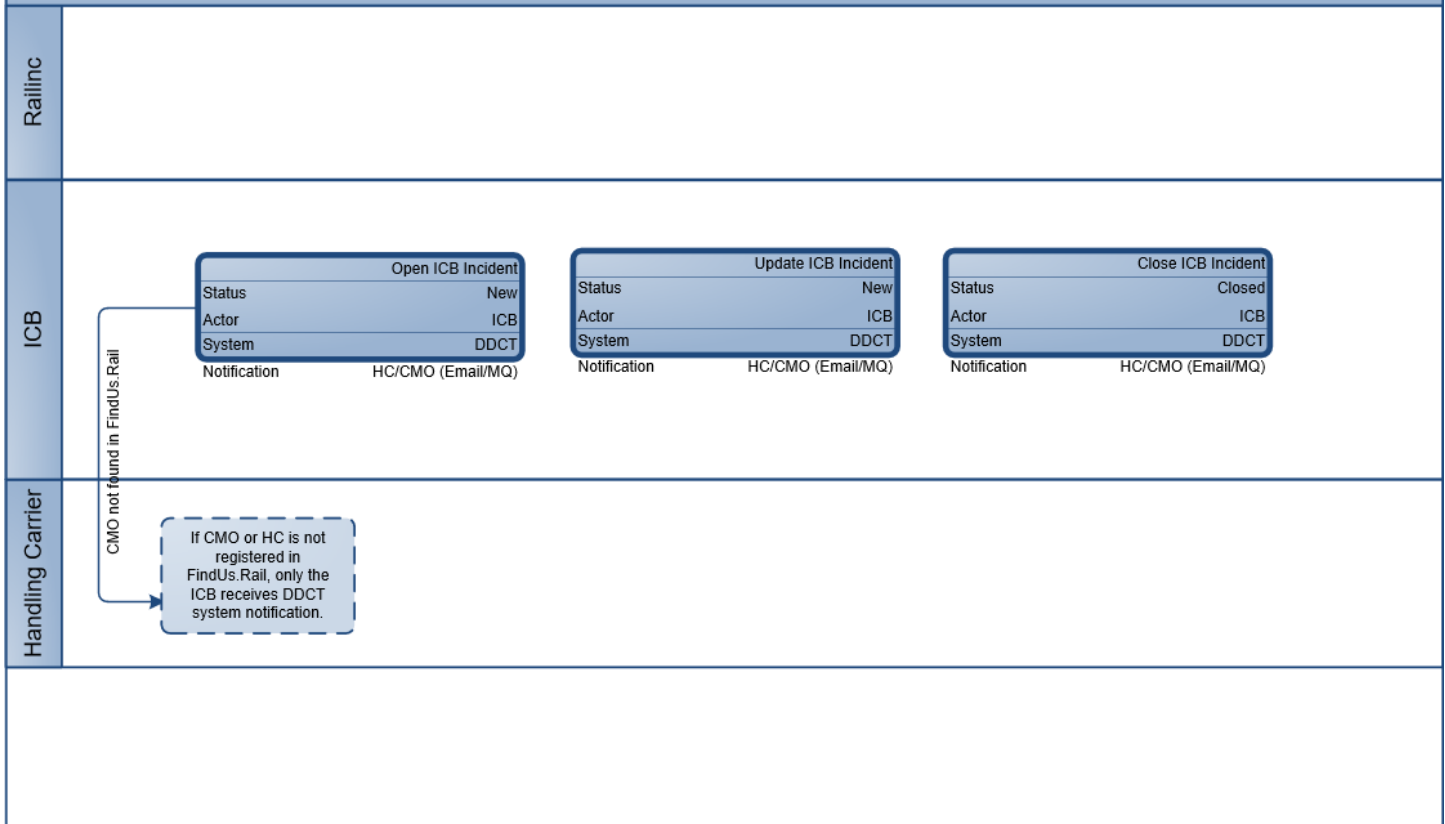 Railinc
ICB
Open ICB Incident
Status New
Actor ICB
System DDCT
Notification HC/CMO (Email/MQ)
Update ICB Incident
Status New
Actor ICB
System DDCT
Notification HC/CMO (Email/MQ)
Close ICB Incident
Status Closed
Actor ICB
System DDCT
Notification HC/CMO (Email/MQ)
CMO not found in FindUs.Rail
Handling Carrier
If CMO or HC is not
registered in
FindUs.Rail, only the
ICB receives DDCT
system notification.